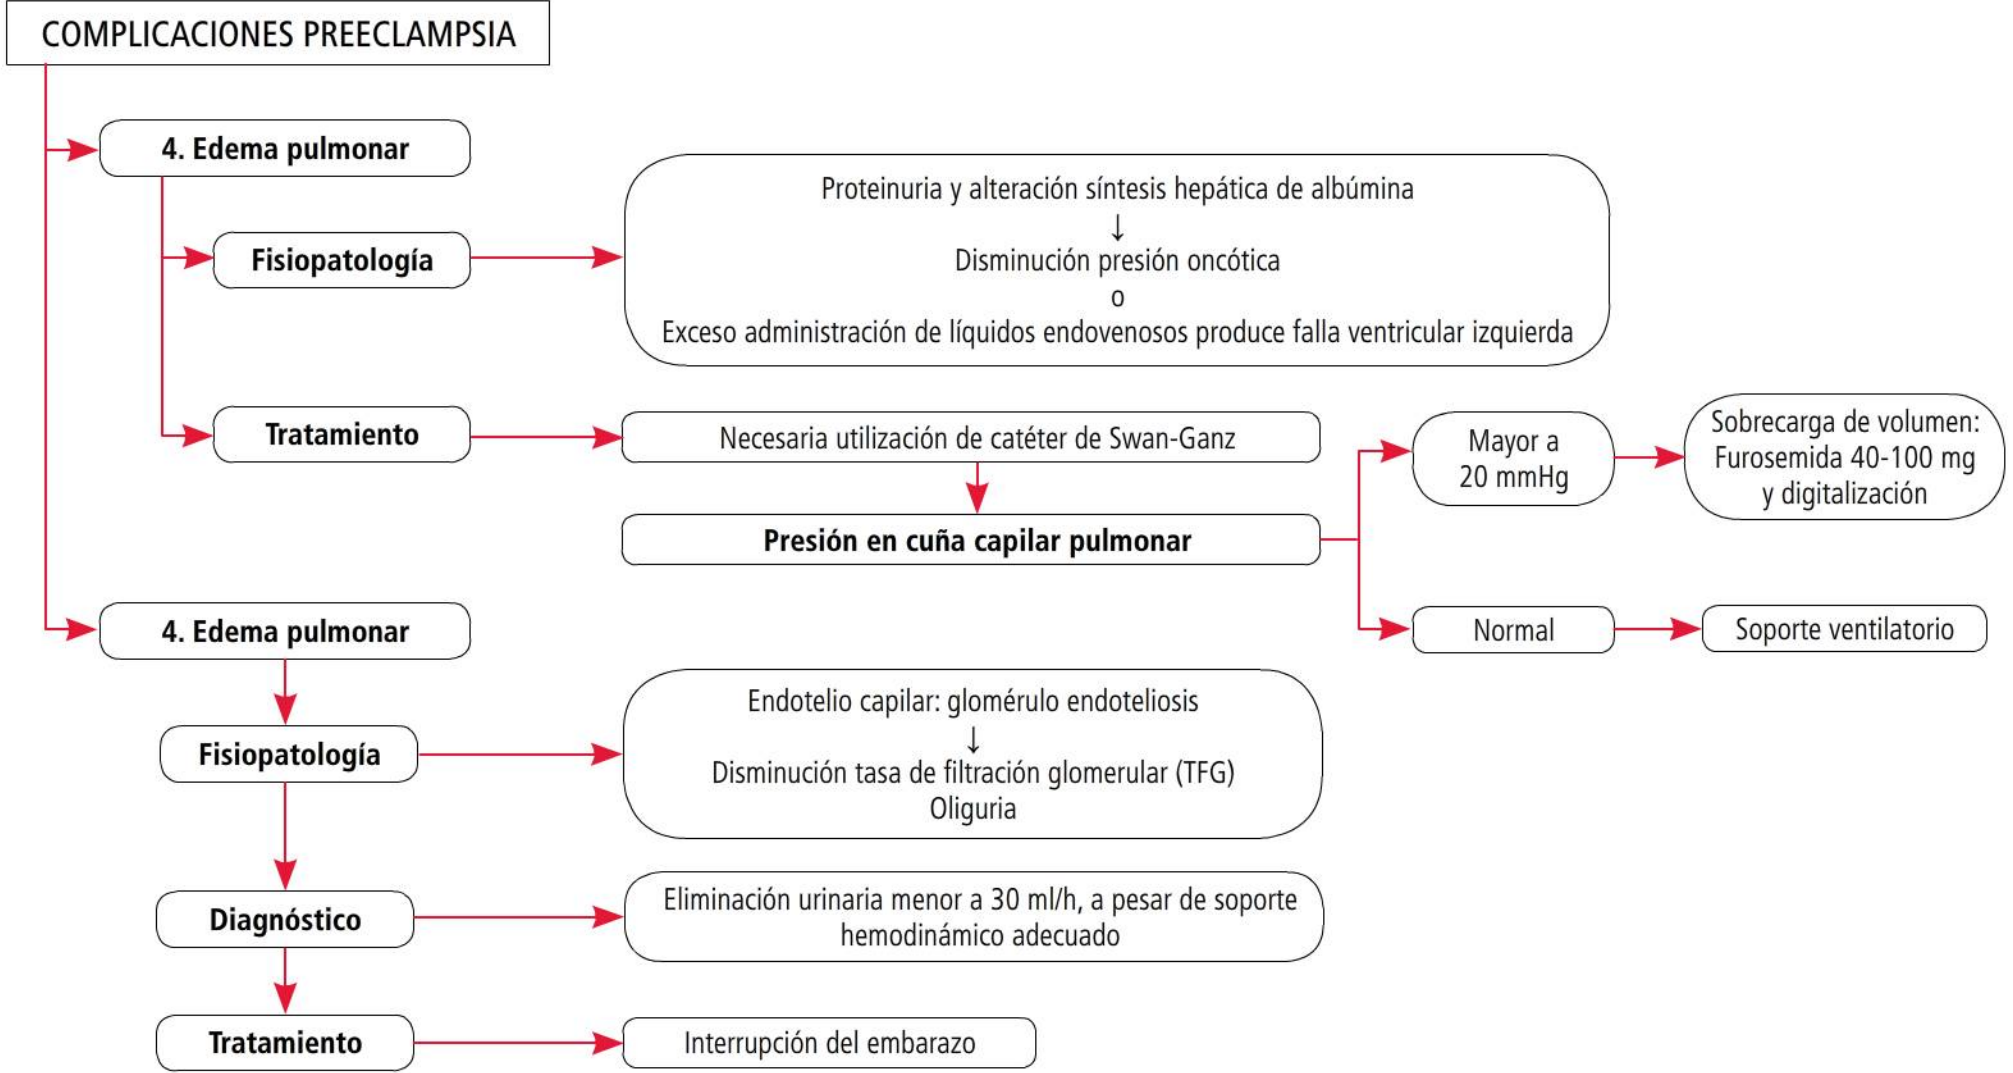 COMPLICACIONES PREECLAMPSIA
4. Edema pulmonar
Fisiopatología
Proteinuria y alteración síntesis hepática de albúmina
↓
Disminución presión oncótica
o
Exceso administración de líquidos endovenosos produce falla ventricular izquierda
Tratamiento
Necesaria utilización de catéter de Swan-Ganz
Presión en cuña capilar pulmonar
Mayor a
20 mmHg
Sobrecarga de volumen:
Furosemida 40-100 mg
y digitalización
Normal
Soporte ventilatorio
4. Edema pulmonar
Fisiopatología
Endotelio capilar: glomérulo endoteliosis
↓
Disminución tasa de filtración glomerular (TFG)
Oliguria
Diagnóstico
Eliminación urinaria menor a 30 ml/h, a pesar de soporte
hemodinámico adecuado
Tratamiento
Interrupción del embarazo